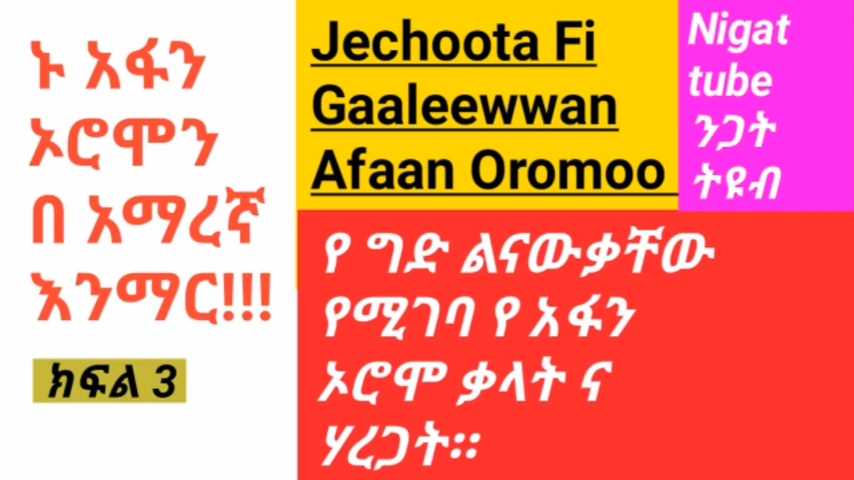 ኑ አፋን
ኦሮሞን
በ አማረኛ
እንማር!!!
ክፍል 3
Jechoota Fi
Gaaleewwan
Afaan Oromoo
Nigat
tube
ንጋት
ትዩብ
የ ግድ ልናውቃቸው
የሚገባ የ አፋን
ኦሮሞ ቃላት ና
ሃረጋት።